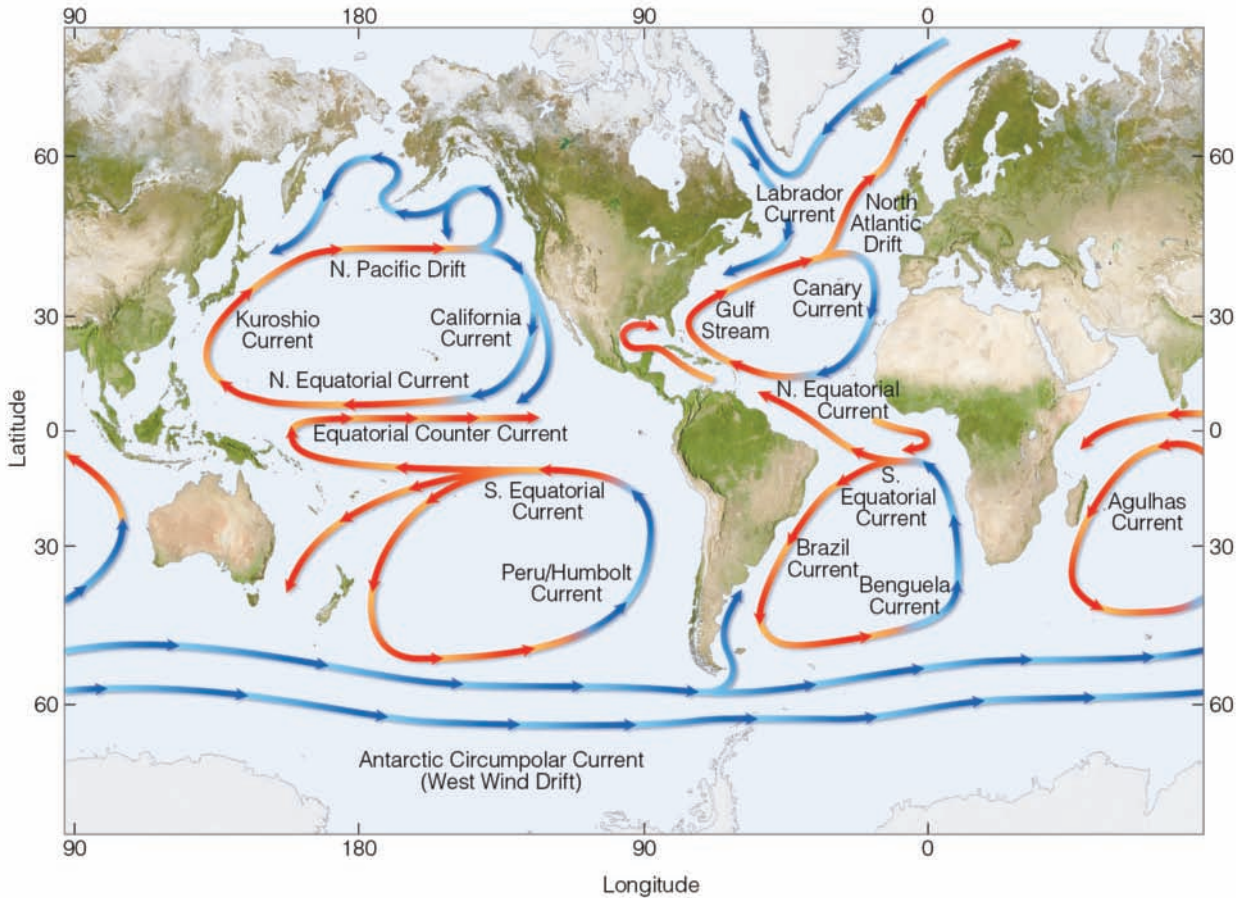 90
180
90
0
60
60
Labrador
Current
North
Atlantic
Drift
N. Pacific Drift
Kuroshio
Current
California
Current
Gulf
Stream
Canary
Current
30
30
N. Equatorial Current
N. Equatorial
Current
Equatorial Counter Current
0
0
Latitude
S. Equatorial
Current
S.
Equatorial
Current
Agulhas
Current
30
30
Brazil
Current
Peru/Humbolt
Current
Benguela
Current
60
60
Antarctic Circumpolar Current
(West Wind Drift)
90
180
90
0
Longitude